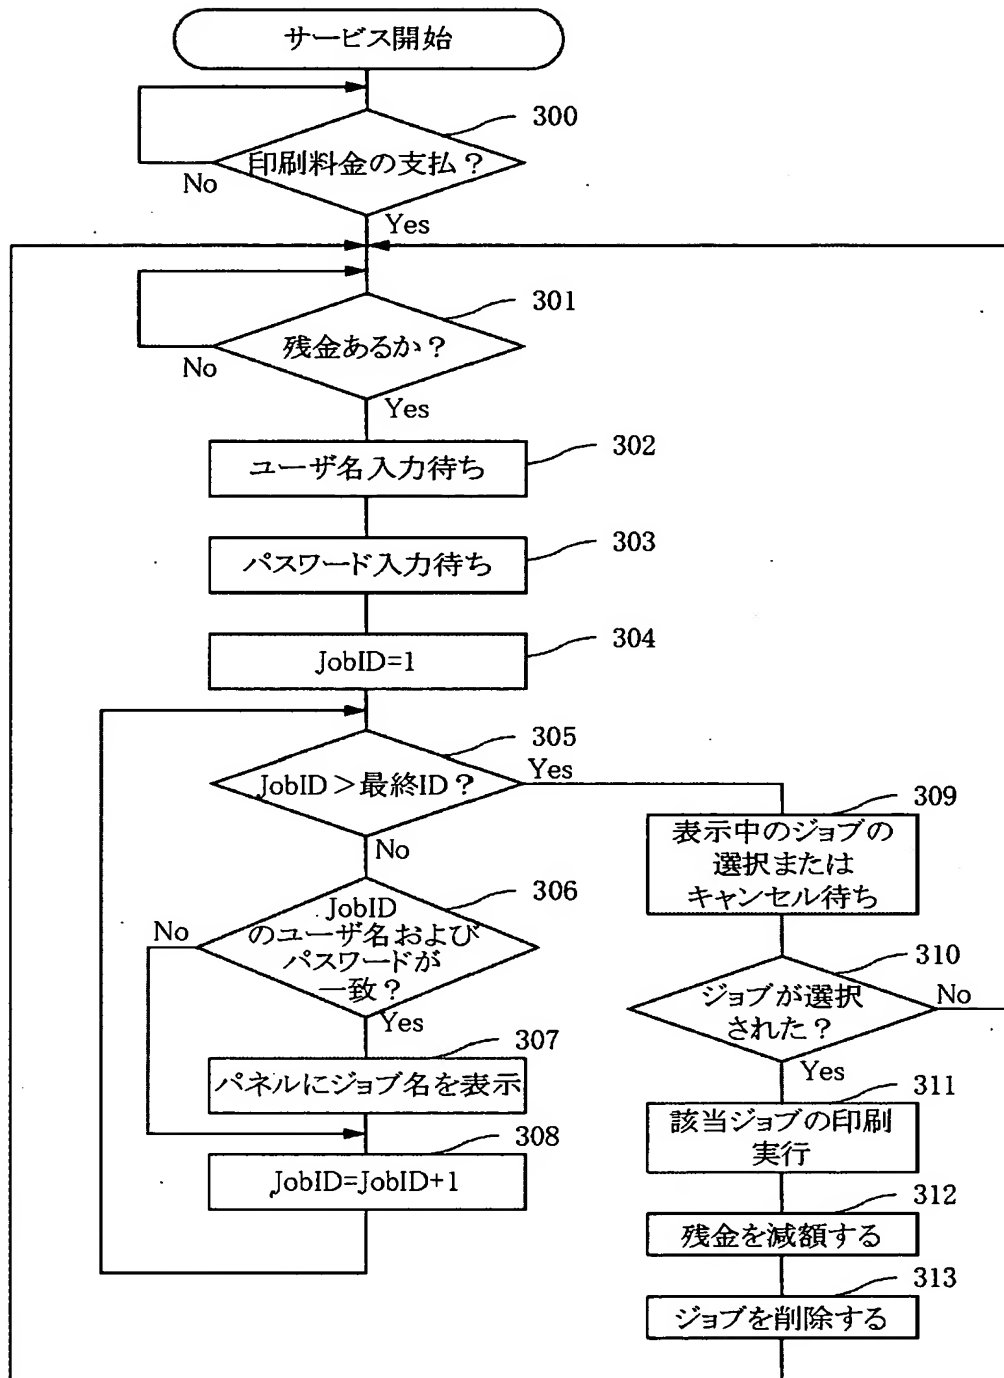 サービス開始
300
印刷料金の支払？
No
Yes
301
残金あるか？
No
Yes
302
ユーザ名入力待ち
303
パスワード入力待ち
304
JobID=1
305
JobID＞最終ID？
Yes
No
306
JobID
のユーザ名および
パスワードが
一致？
No
Yes
307
パネルにジョブ名を表示
308
JobID=JobID+1
309
表示中のジョブの
選択または
キャンセル待ち
310
ジョブが選択
された？
No
Yes
311
該当ジョブの印刷
実行
312
残金を減額する
313
ジョブを削除する